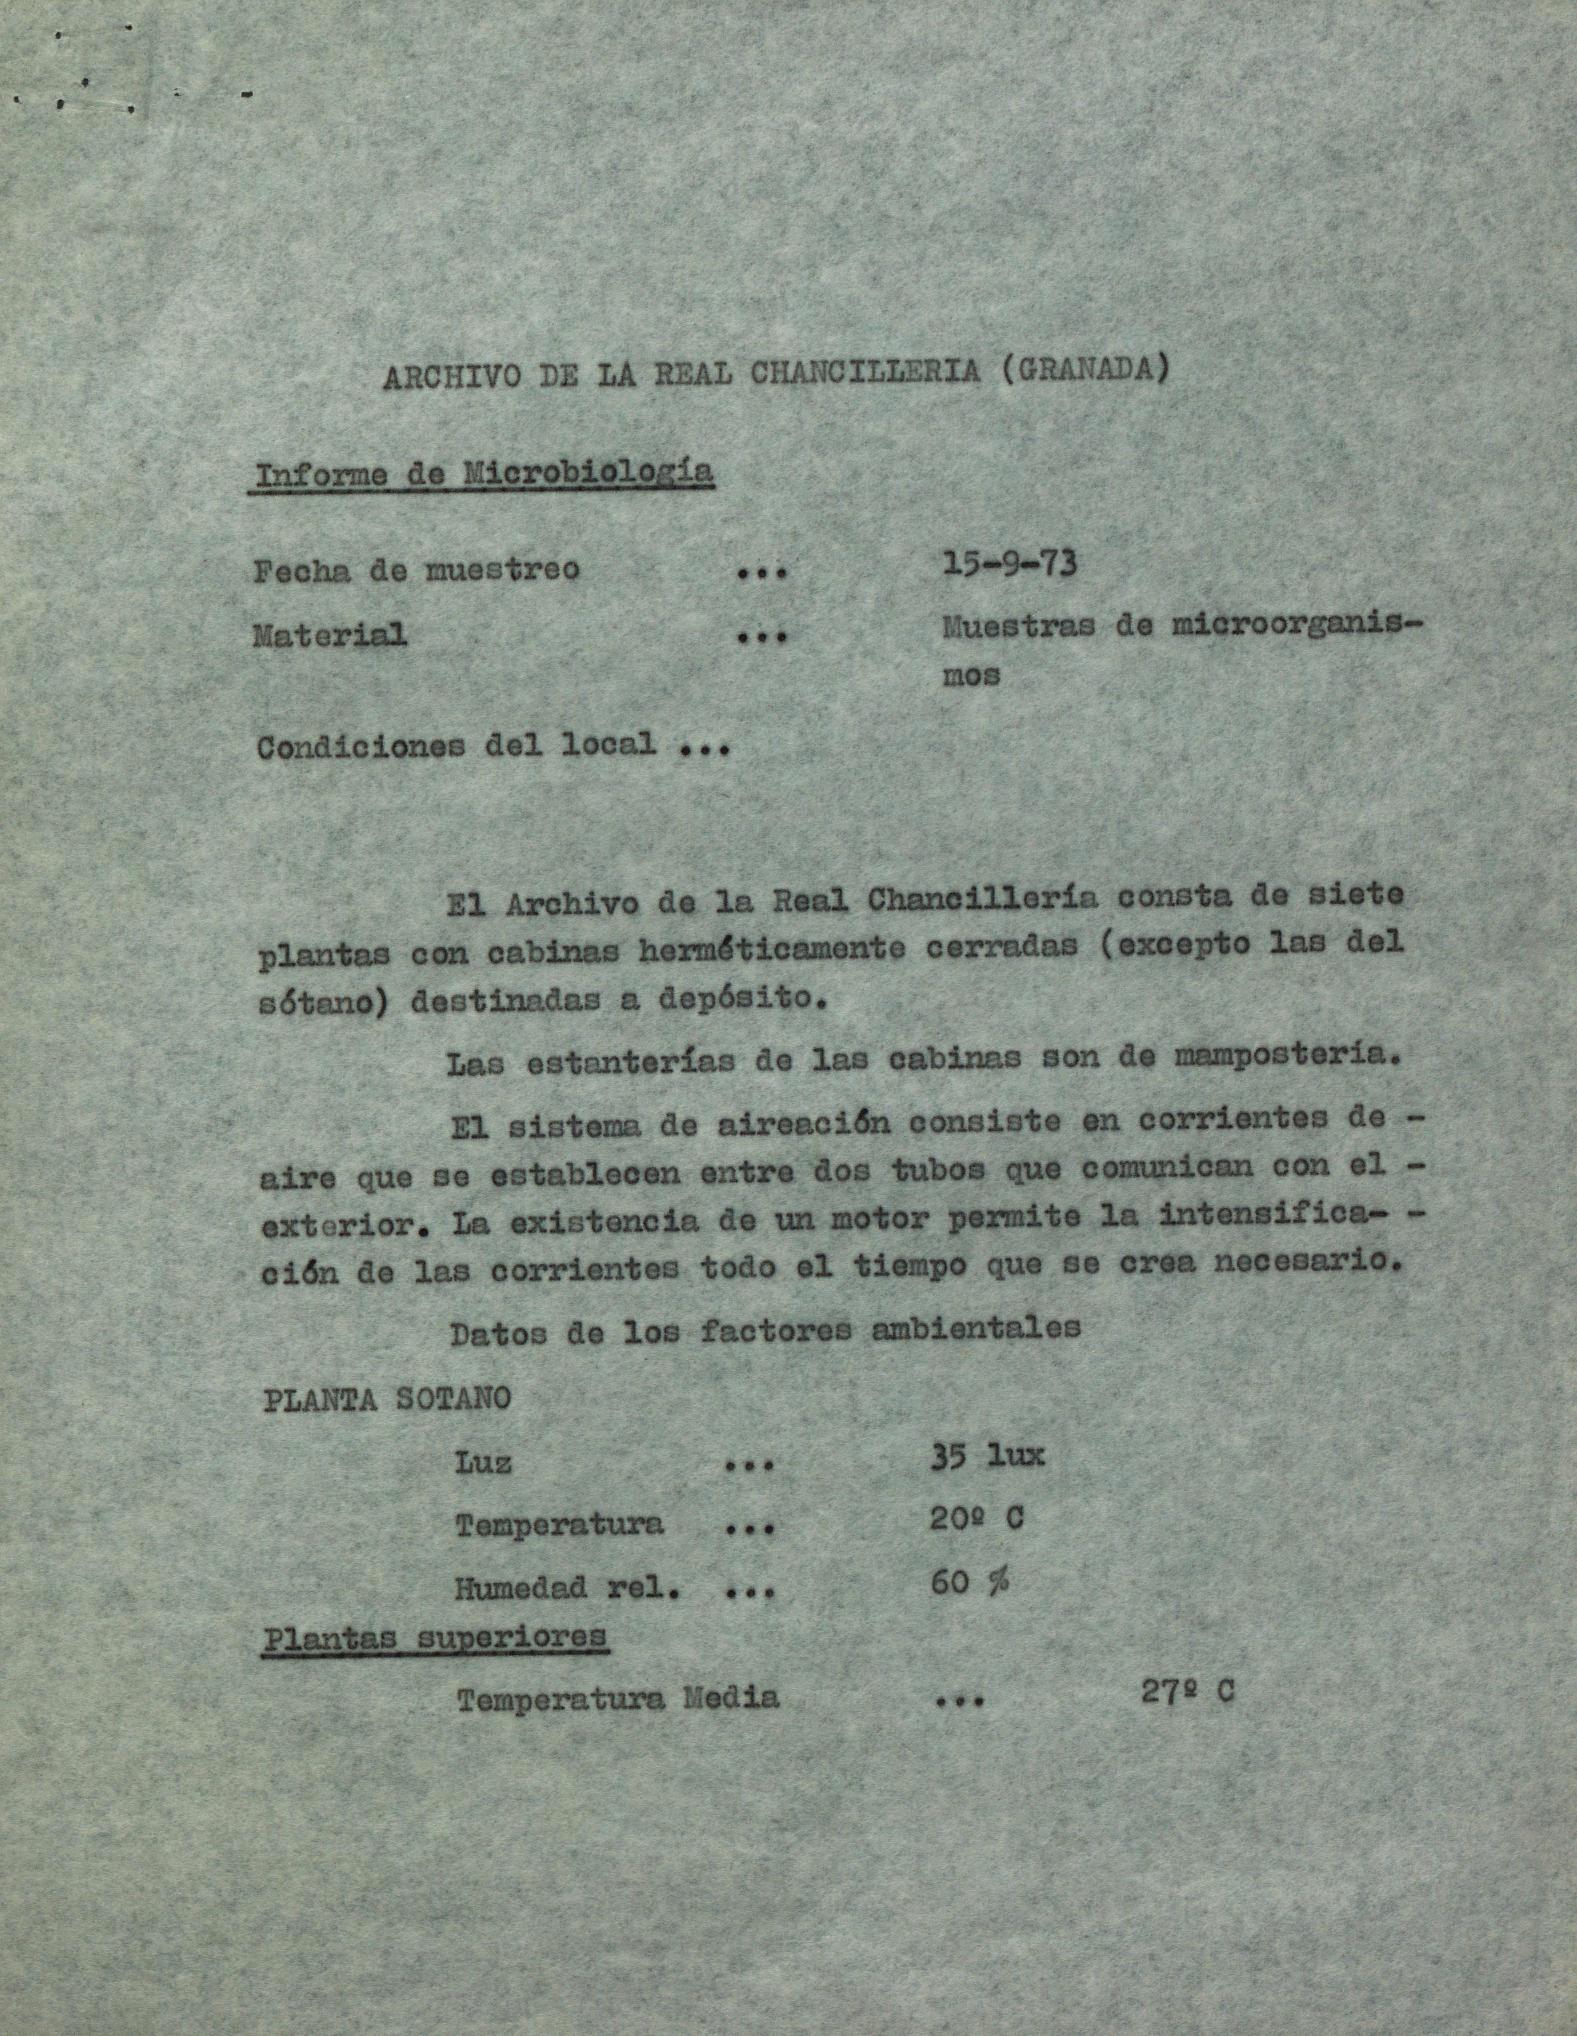 ARCHIVO DE LA REAL CHANCILLERIA (GRANADA)
Informe de Microbiología
Fecha de muestreo ... 15-9-73
Material ... Muestras de microorganis-
mos
Condiciones del local ...
El Archivo de la Real Chancillería consta de siete
plantas con cabinas herméticamente cerradas (excepto las del
sótano) destinadas a depósito.
Las estanterías de las cabinas son de mampostería.
El sistema de aireación consiste en corrientes de -
aire que se establecen entre dos tubos que comunican con el -
exterior. La existencia de un motor permite la intensifica- -
ción de las corrientes todo el tiempo que se crea necesario.
Datos de los factores ambientales
PLANTA SOTANO
Luz ... 35 lux
Temperatura ... 20º C
Humedad rel. ... 60 %
Plantas superiores
Temperatura Media ... 27º C